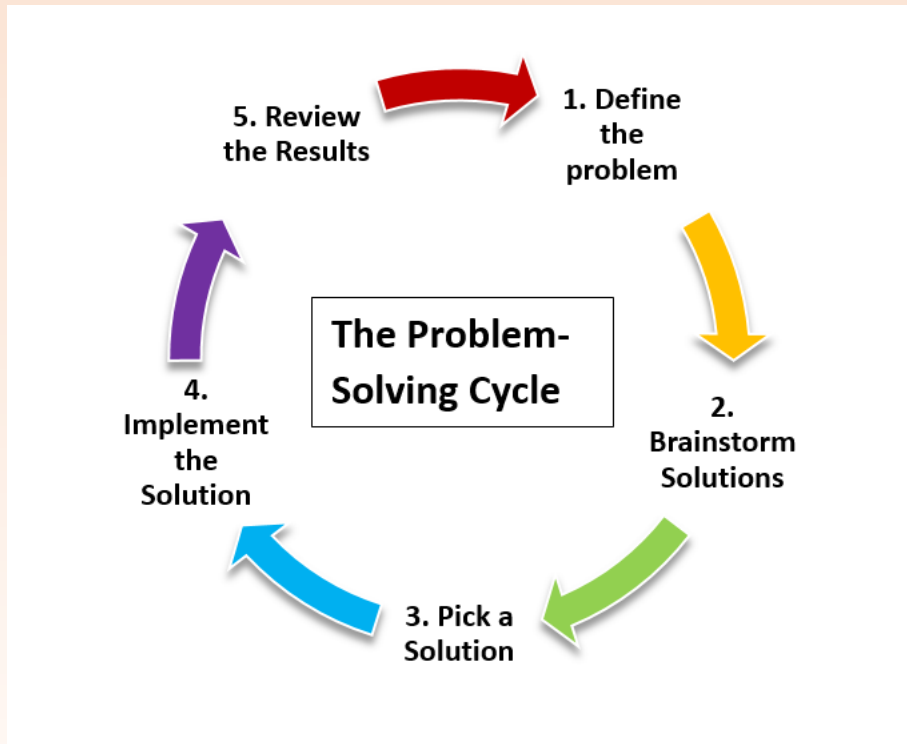 The Problem-
Solving Cycle
1. Define
the
problem
2.
Brainstorm
Solutions
3. Pick a
Solution
4.
Implement
the
Solution
5. Review
the Results